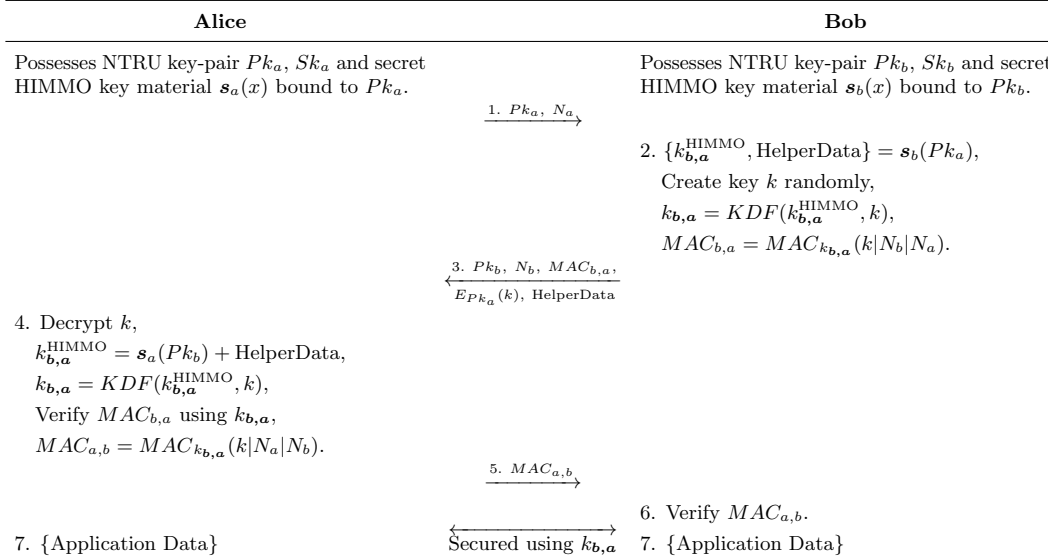 Alice Bob
Possesses NTRU key-pair Pk_a, Sk_a and secret
HIMMO key material s_a(x) bound to Pk_a.
Possesses NTRU key-pair Pk_b, Sk_b and secret
HIMMO key material s_b(x) bound to Pk_b.
1. Pk_a, N_a
2. {k_{b,a}^{HIMMO}, HelperData} = s_b(Pk_a),
Create key k randomly,
k_{b,a} = KDF(k_{b,a}^{HIMMO}, k),
MAC_{b,a} = MAC_{k_{b,a}}(k|N_b|N_a).
3. Pk_b, N_b, MAC_{b,a},
E_{Pk_a}(k), HelperData
4. Decrypt k,
k_{b,a}^{HIMMO} = s_a(Pk_b) + HelperData,
k_{b,a} = KDF(k_{b,a}^{HIMMO}, k),
Verify MAC_{b,a} using k_{b,a},
MAC_{a,b} = MAC_{k_{b,a}}(k|N_a|N_b).
5. MAC_{a,b}
6. Verify MAC_{a,b}.
7. {Application Data} Secured using k_{b,a} 7. {Application Data}